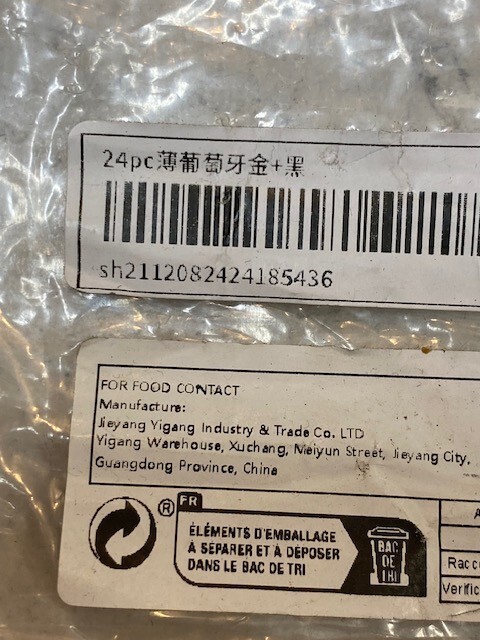 24pc薄葡萄牙金+黑
sh2112082424185436
FOR FOOD CONTACT
Manufacture:
Jieyang Yigang Industry & Trade Co. LTD
Yigang Warehouse, Xuchang, Meiyun Street, Jieyang City,
Guangdong Province, China
®
FR
ÉLÉMENTS D'EMBALLAGE
À SÉPARER ET À DÉPOSER
DANS LE BAC DE TRI
BAC
DE
TRI
A
Racc
Verific